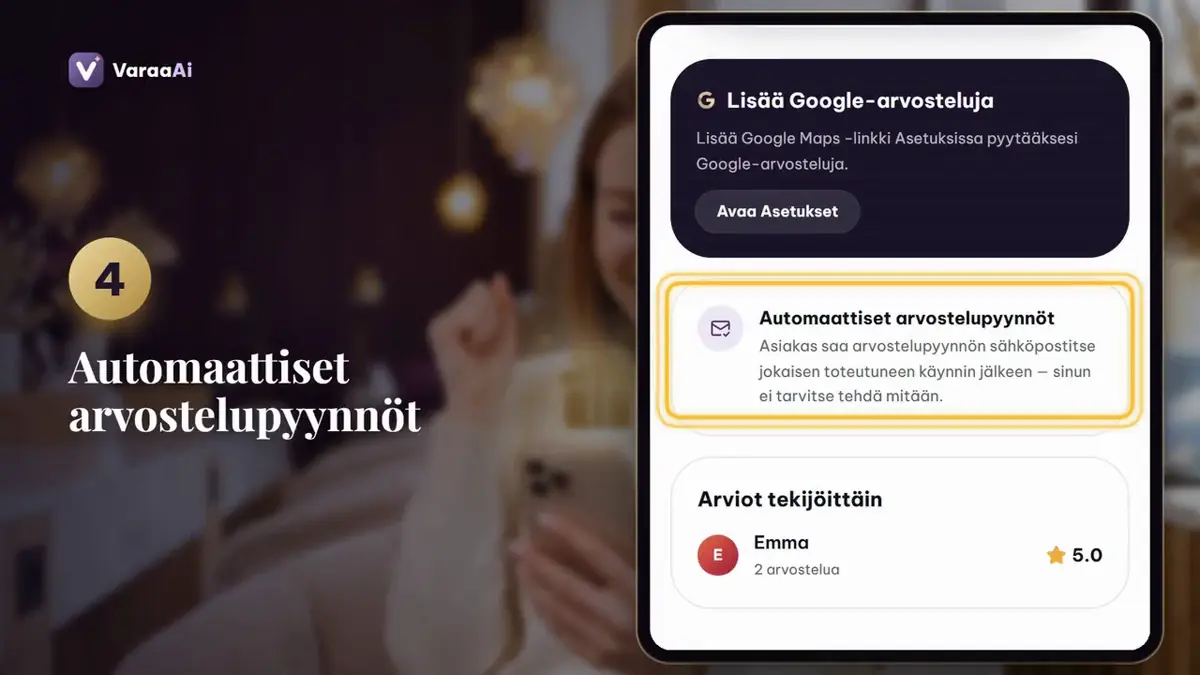 VaraaAi
4
Automaattiset
arvostelupyynnöt
Lisää Google-arvosteluja
Lisää Google Maps -linkki Asetuksissa pyytääksesi
Google-arvosteluja.
Avaa Asetukset
Automaattiset arvostelupyynnöt
Asiakas saa arvostelupyynnön sähköpostitse
jokaisen toteutuneen käynnin jälkeen — sinun
ei tarvitse tehdä mitään.
Arviot tekijöittäin
E
Emma
2 arvostelua
5.0